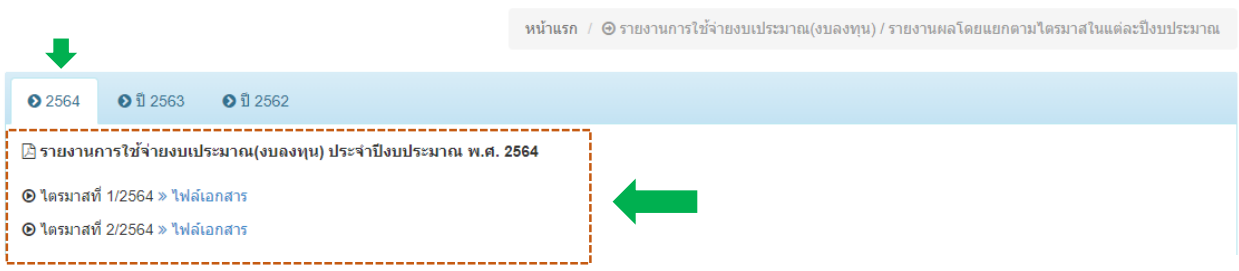 หน้าแรก / รายงานการใช้จ่ายงบประมาณ(งบลงทุน) / รายงานผลโดยแยกตามไตรมาสในแต่ละปีงบประมาณ
2564 ปี 2563 ปี 2562
รายงานการใช้จ่ายงบเประมาณ(งบลงทุน) ประจำปีงบประมาณ พ.ศ. 2564
ไตรมาสที่ 1/2564 » ไฟล์เอกสาร
ไตรมาสที่ 2/2564 » ไฟล์เอกสาร